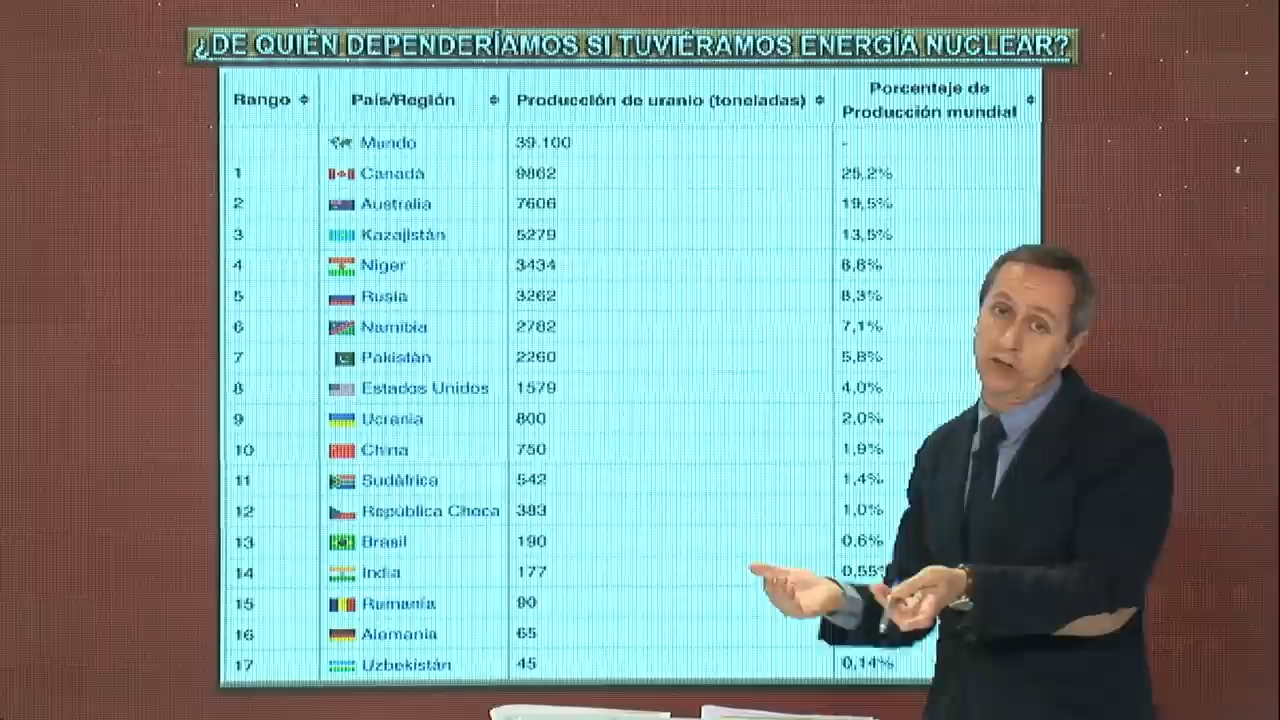 ¿DE QUIÉN DEPENDERÍAMOS SI TUVIÉRAMOS ENERGÍA NUCLEAR?
Rango País/Región Producción de uranio (toneladas) Porcentaje de Producción mundial
Mundo 39.100 -
1 Canadá 9862 25,2%
2 Australia 7606 19,5%
3 Kazajistán 5279 13,5%
4 Níger 3434 8,8%
5 Rusia 3262 8,3%
6 Namibia 2782 7,1%
7 Pakistán 2260 5,8%
8 Estados Unidos 1579 4,0%
9 Ucrania 800 2,0%
10 China 750 1,9%
11 Sudáfrica 542 1,4%
12 República Checa 383 1,0%
13 Brasil 190 0,6%
14 India 177 0,55%
15 Rumanía 90
16 Alemania 65
17 Uzbekistán 45 0,14%